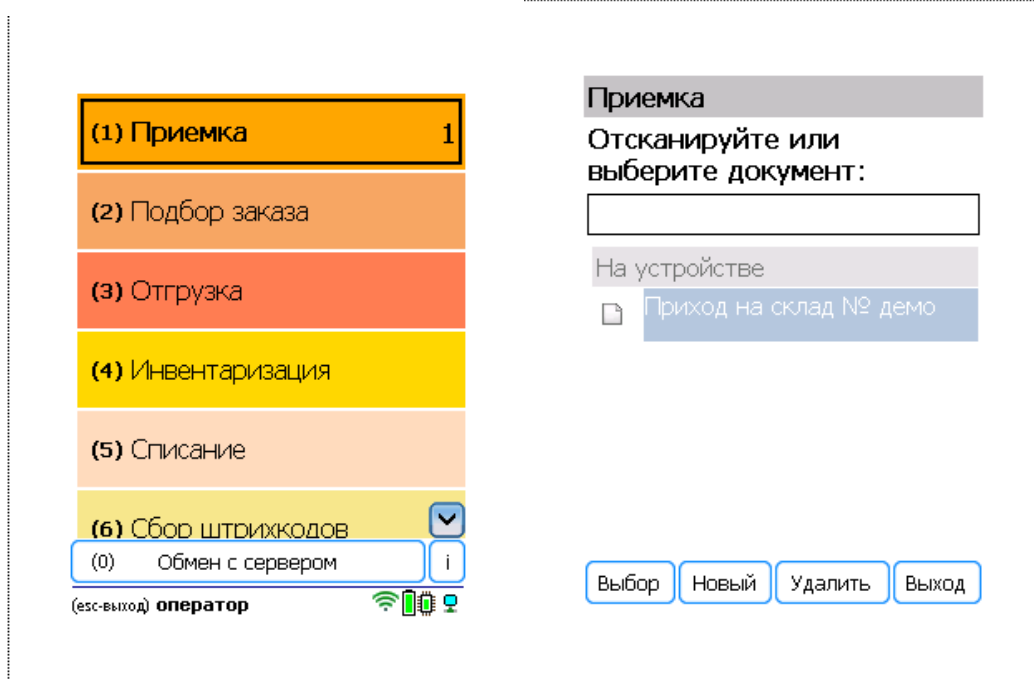 (1) Приемка 1
(2) Подбор заказа
(3) Отгрузка
(4) Инвентаризация
(5) Списание
(6) Сбор штрихкодов
(0) Обмен с сервером i
(esc-выход) оператор
Приемка
Отсканируйте или
выберите документ:
На устройстве
Приход на склад № демо
Выбор Новый Удалить Выход